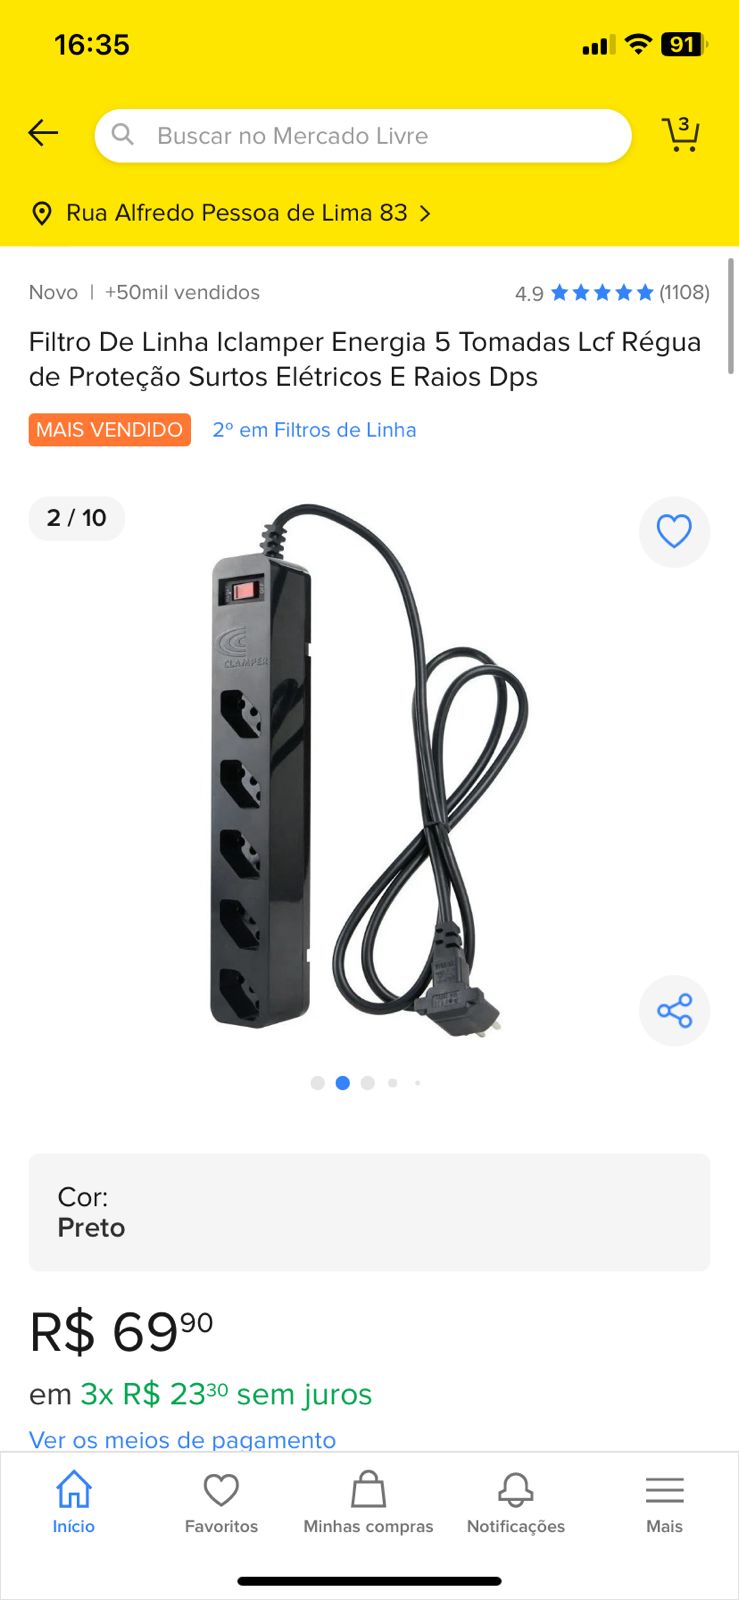 16:35
91
Buscar no Mercado Livre
3
Rua Alfredo Pessoa de Lima 83
Novo | +50mil vendidos
4.9 (1108)
Filtro De Linha Iclamper Energia 5 Tomadas Lcf Régua
de Proteção Surtos Elétricos E Raios Dps
MAIS VENDIDO 2º em Filtros de Linha
2 / 10
CLAMPER
Cor:
Preto
R$ 69 90
em 3x R$ 23 30 sem juros
Ver os meios de pagamento
Início Favoritos Minhas compras Notificações Mais